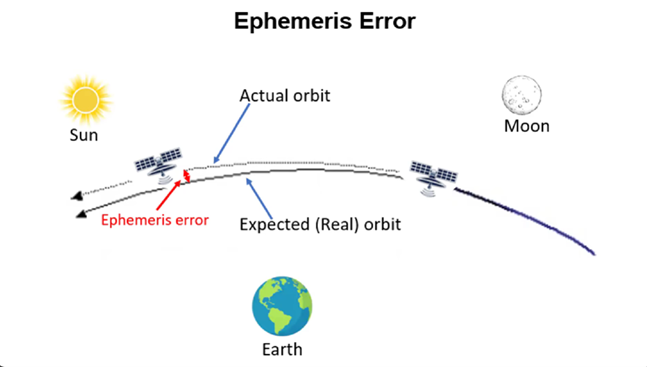 Ephemeris Error
Actual orbit
Sun
Moon
Ephemeris error
Expected (Real) orbit
Earth